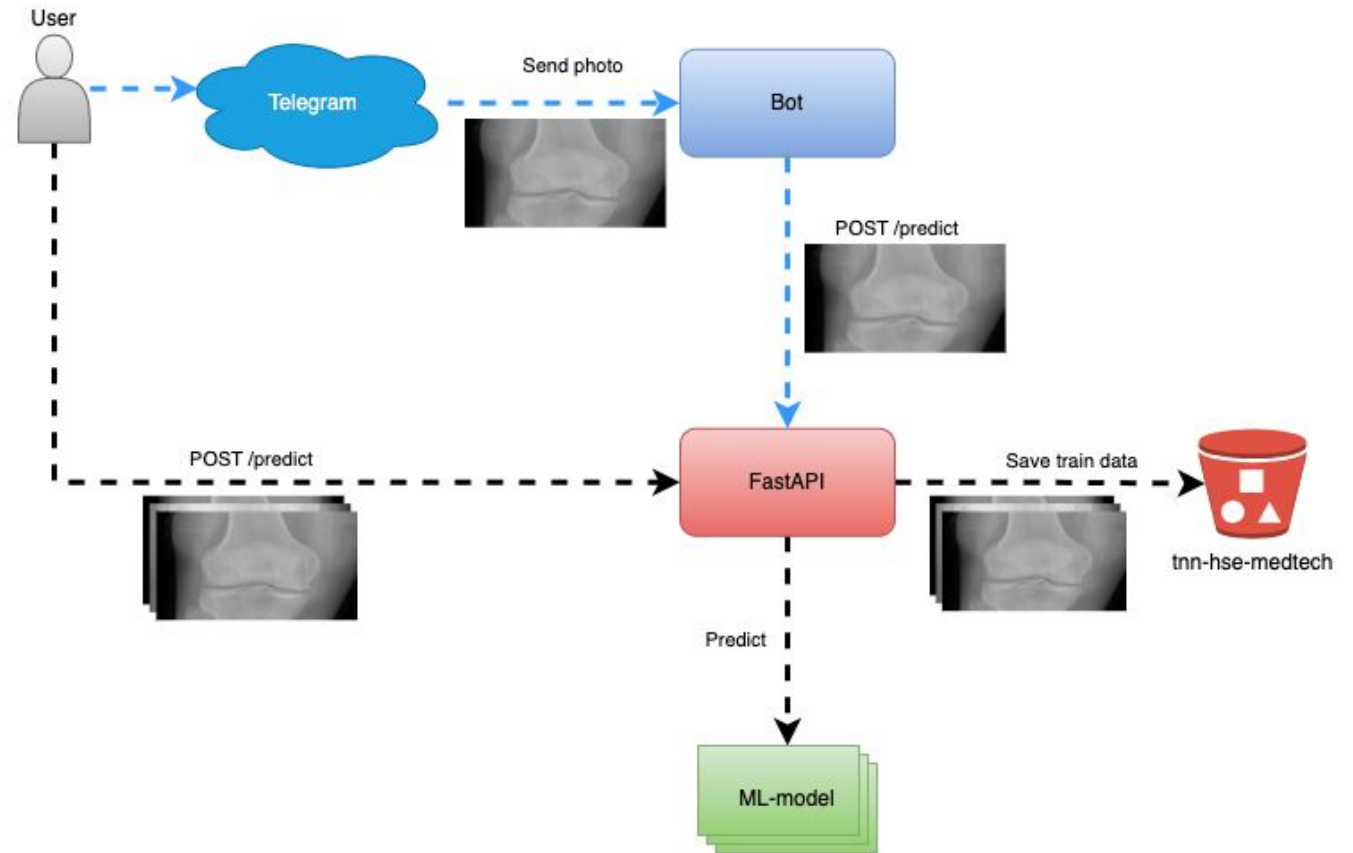 User
Send photo
Telegram
Bot
POST /predict
POST /predict
FastAPI
Save train data
tnn-hse-medtech
Predict
ML-model